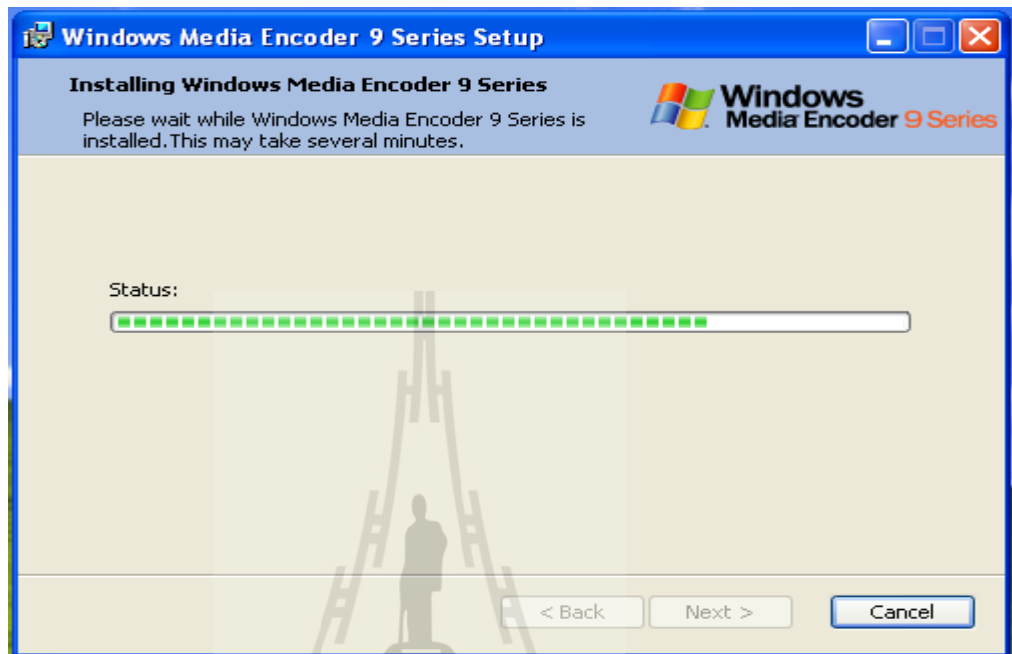 Windows Media Encoder 9 Series Setup
Installing Windows Media Encoder 9 Series
Please wait while Windows Media Encoder 9 Series is
installed.This may take several minutes.
Windows
Media Encoder 9 Series
Status:
< Back
Next >
Cancel